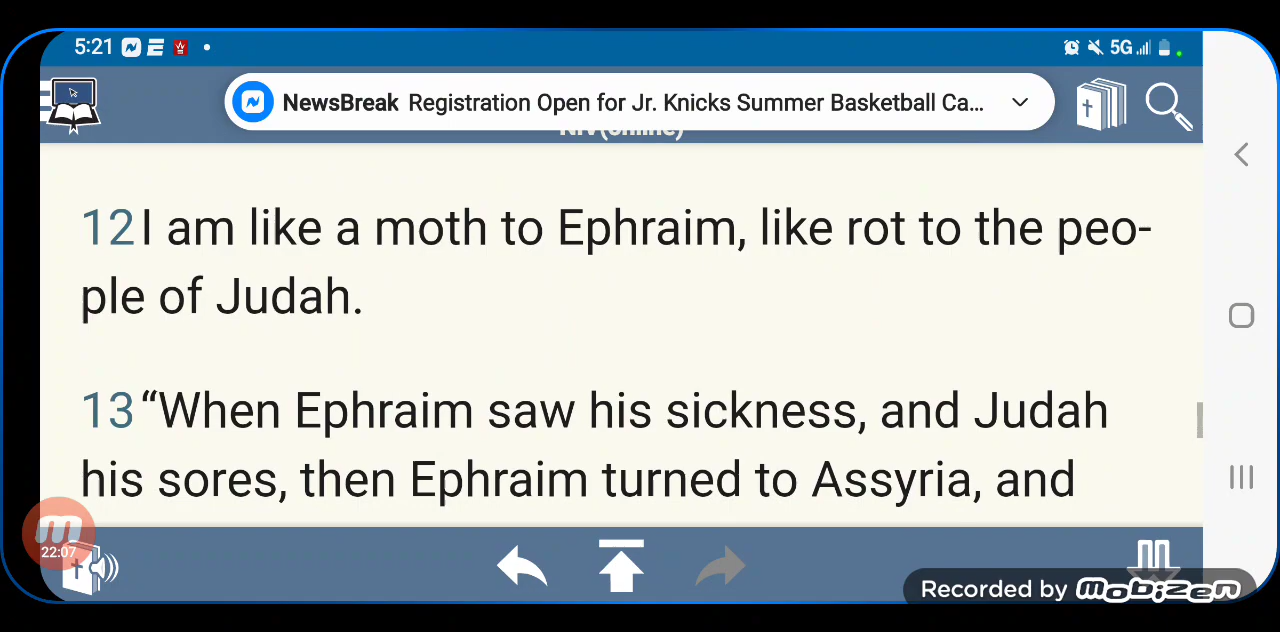 5:21
5G
NewsBreak Registration Open for Jr. Knicks Summer Basketball Ca...
NIV(online)
12 I am like a moth to Ephraim, like rot to the peo-
ple of Judah.
13 “When Ephraim saw his sickness, and Judah
his sores, then Ephraim turned to Assyria, and
22:07
Recorded by MOBIZEN